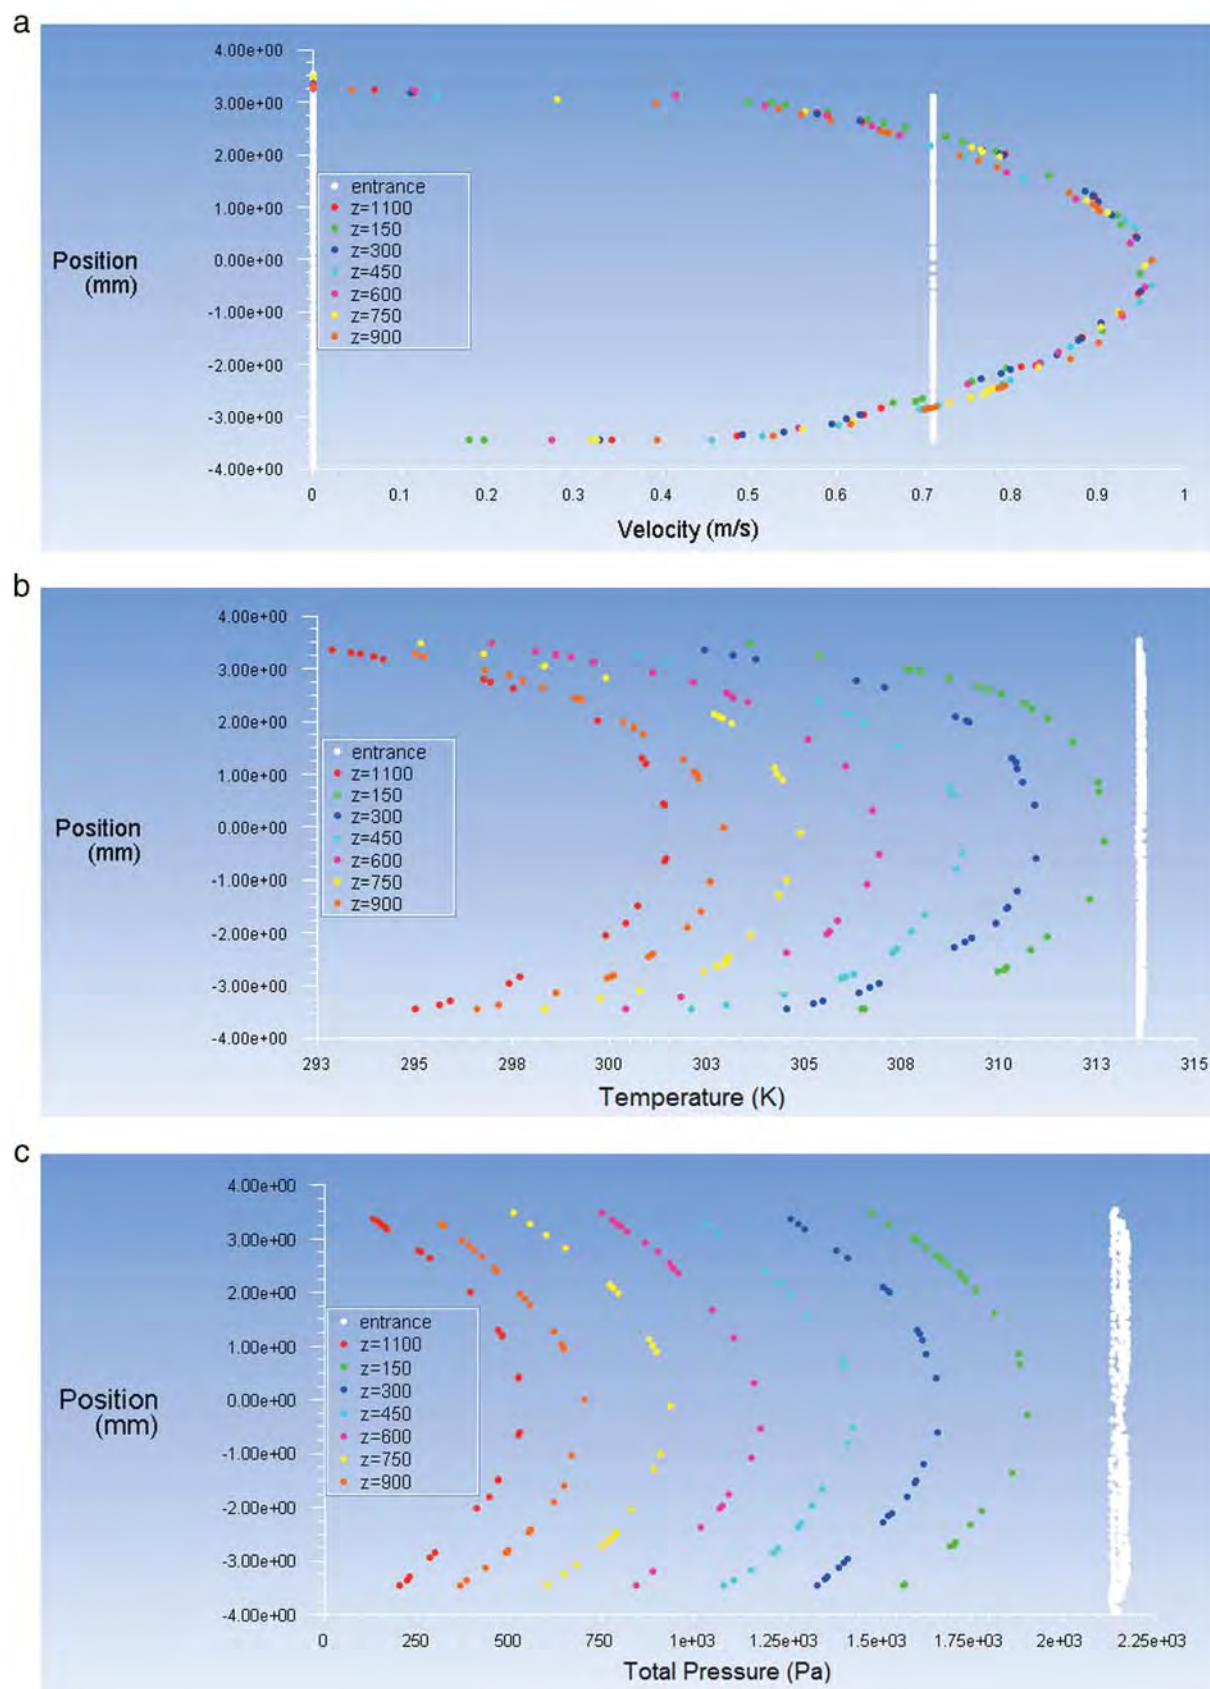 a
4.00e+00
3.00e+00
2.00e+00
1.00e+00
0.00e+00
-1.00e+00
-2.00e+00
-3.00e+00
-4.00e+00
Position
(mm)
entrance
z=1100
z=150
z=300
z=450
z=600
z=750
z=900
0 0.1 0.2 0.3 0.4 0.5 0.6 0.7 0.8 0.9 1
Velocity (m/s)
b
4.00e+00
3.00e+00
2.00e+00
1.00e+00
0.00e+00
-1.00e+00
-2.00e+00
-3.00e+00
-4.00e+00
Position
(mm)
entrance
z=1100
z=150
z=300
z=450
z=600
z=750
z=900
293 295 298 300 303 305 308 310 313 315
Temperature (K)
c
4.00e+00
3.00e+00
2.00e+00
1.00e+00
0.00e+00
-1.00e+00
-2.00e+00
-3.00e+00
-4.00e+00
Position
(mm)
entrance
z=1100
z=150
z=300
z=450
z=600
z=750
z=900
0 250 500 750 1e+03 1.25e+03 1.5e+03 1.75e+03 2e+03 2.25e+03
Total Pressure (Pa)